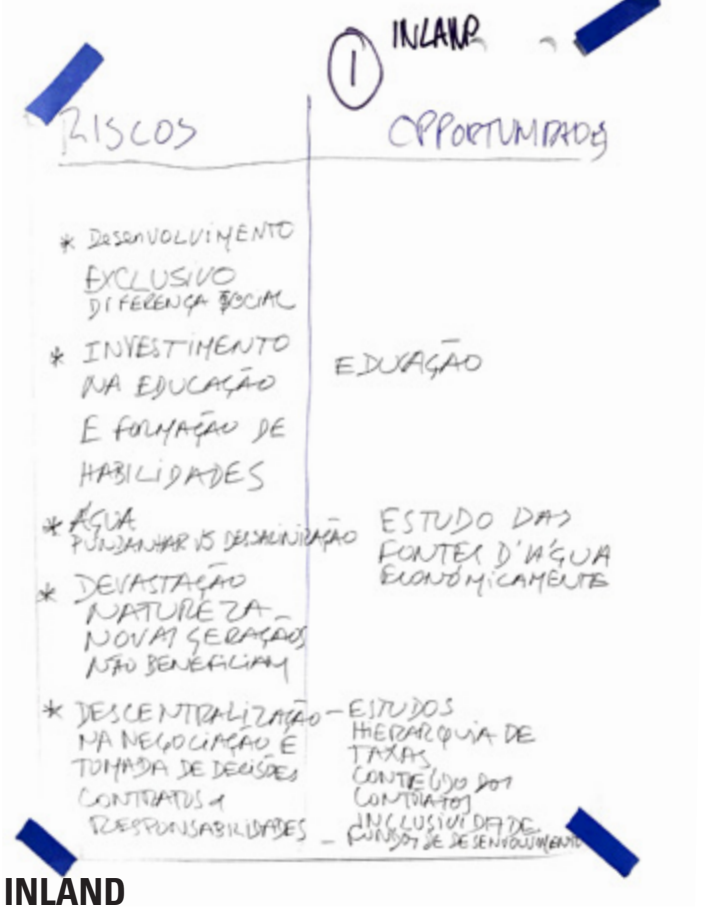 INLAND
1
RISCOS
OPPORTUNIDADES
* DesenVOLViMENTO
EXCLUSIVO
DIFERENÇA SOCIAL
* INVESTIMENTO
NA EDUCAÇÃO
E FORMAÇÃO DE
HABILIDADES
EDUCAÇÃO
* ÁGUA
VS DESSALINIZAÇÃO
ESTUDO DAS
FONTES D'ÁGUA
ECONÓMICAMENTE
* DEVASTAÇÃO
NATUREZA
NOVAS GERAÇÃOS
NÃO BENEFICIAM
* DESCENTRALIZAÇÃO
NA NEGOCIAÇÃO E
TOMADA DE DECISÕES
CONTRATOS
RESPONSABILIDADES
- ESTUDOS
HIERARQUIA DE
TAXAS
CONTEÚDO DOS
CONTRATOS
INCLUSIVIDADE
- FUNDOS DE DESENVOLVIMENTO
INLAND